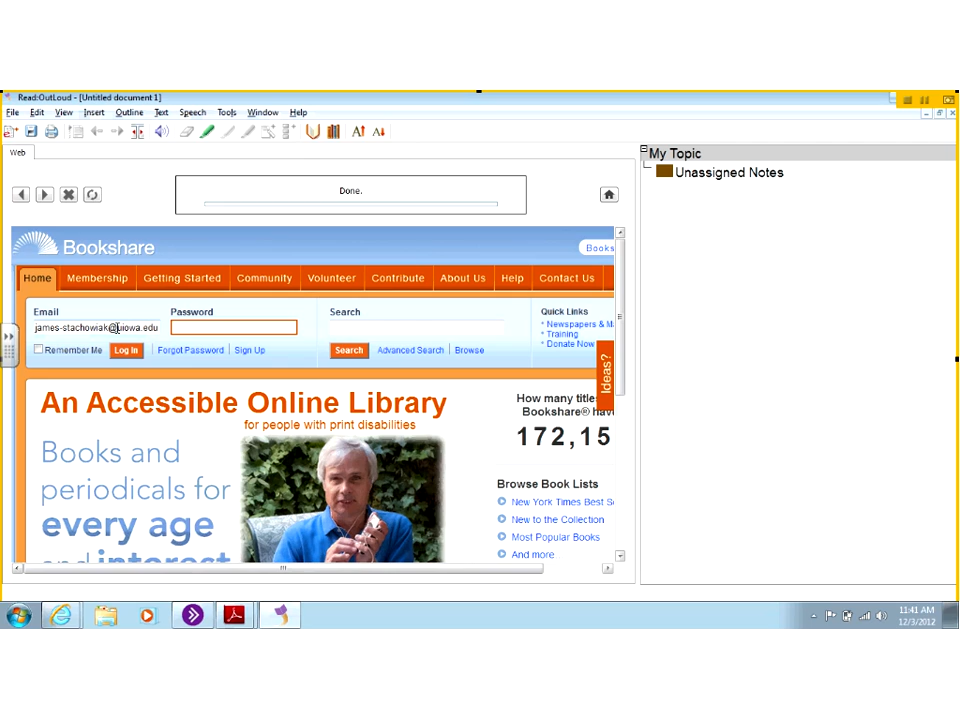 Read:OutLoud - [Untitled document 1]
File Edit View Insert Outline Text Speech Tools Window Help
Web
My Topic
Unassigned Notes
Done.
Bookshare
Books
Home Membership Getting Started Community Volunteer Contribute About Us Help Contact Us
Email Password Search Quick Links
james-stachowiak@uiowa.edu
Newspapers & M
Training
Donate Now
Remember Me Log In Forgot Password Sign Up Search Advanced Search Browse
Ideas?
An Accessible Online Library
for people with print disabilities
How many title
Bookshare® hav
172,15
Books and
periodicals for
every age
and interest
Browse Book Lists
New York Times Best S
New to the Collection
Most Popular Books
And more
11:41 AM
12/3/2012